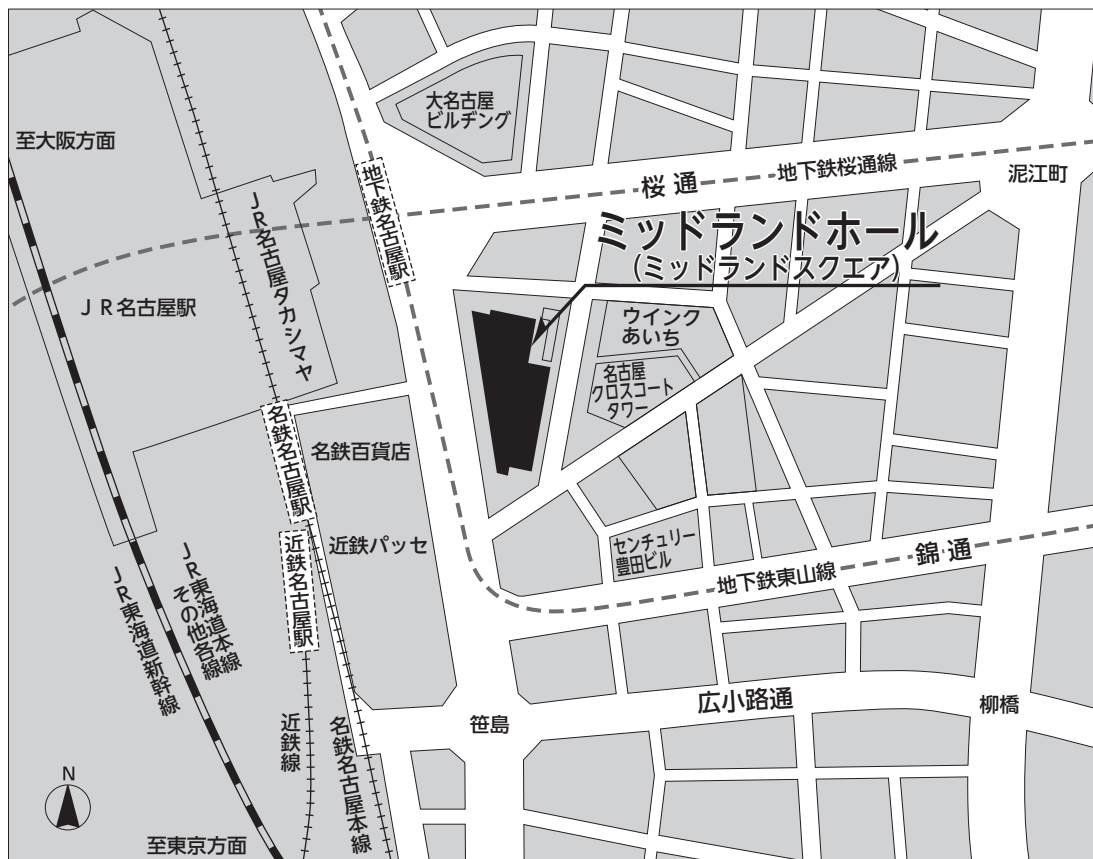 大名古屋
ビルヂング
至大阪方面
地下鉄名古屋駅
桜通
地下鉄桜通線
泥江町
JR名古屋タカシマヤ
ミッドランドホール
(ミッドランドスクエア)
JR名古屋駅
ウインク
あいち
名古屋
クロスコート
タワー
名鉄名古屋駅
名鉄百貨店
近鉄名古屋駅
近鉄パッセ
センチュリー
豊田ビル
錦通
地下鉄東山線
JR東海道本線
その他各線
JR東海道新幹線
広小路通
笹島
柳橋
近鉄線
名鉄名古屋本線
N
至東京方面